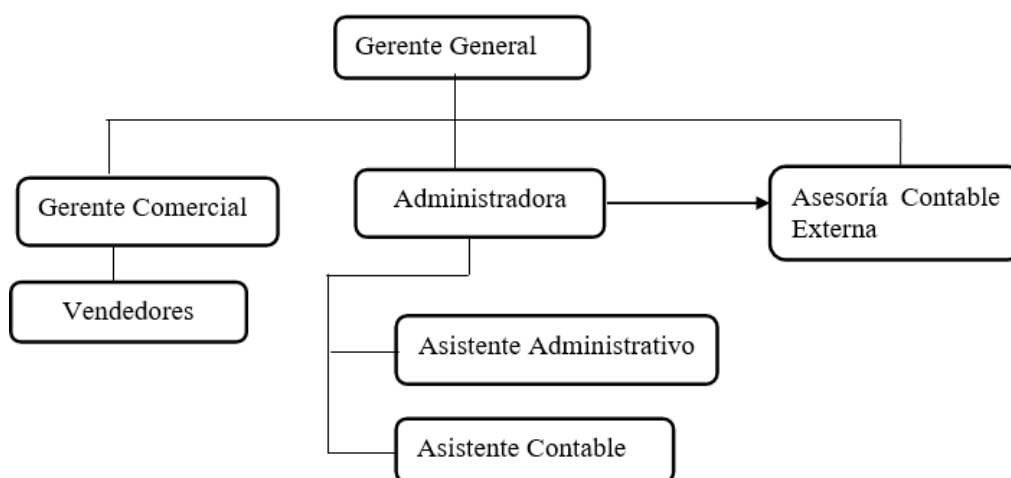 Gerente General
Gerente Comercial
Administradora
Asesoría Contable
Externa
Vendedores
Asistente Administrativo
Asistente Contable